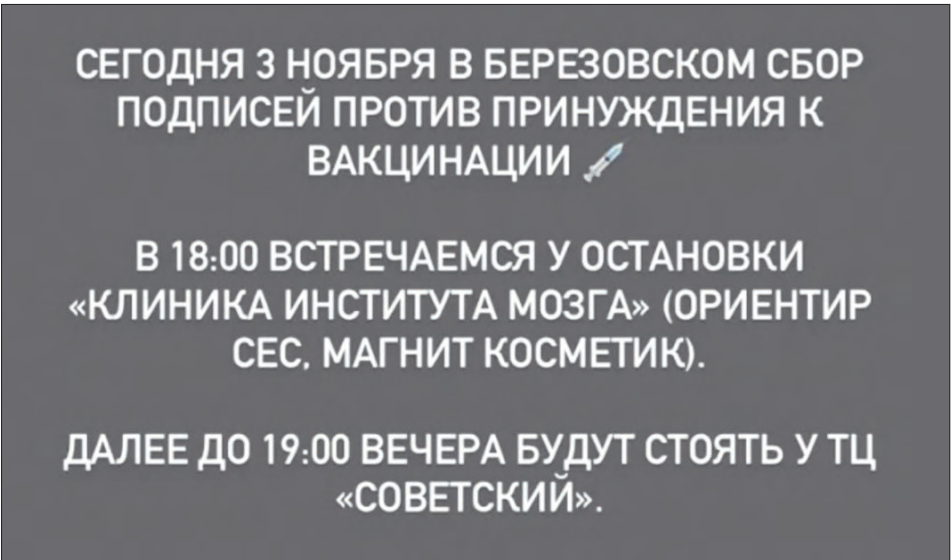 СЕГОДНЯ 3 НОЯБРЯ В БЕРЕЗОВСКОМ СБОР
ПОДПИСЕЙ ПРОТИВ ПРИНУЖДЕНИЯ К
ВАКЦИНАЦИИ 💉
В 18:00 ВСТРЕЧАЕМСЯ У ОСТАНОВКИ
«КЛИНИКА ИНСТИТУТА МОЗГА» (ОРИЕНТИР
СЕС, МАГНИТ КОСМЕТИК).
ДАЛЕЕ ДО 19:00 ВЕЧЕРА БУДУТ СТОЯТЬ У ТЦ
«СОВЕТСКИЙ».